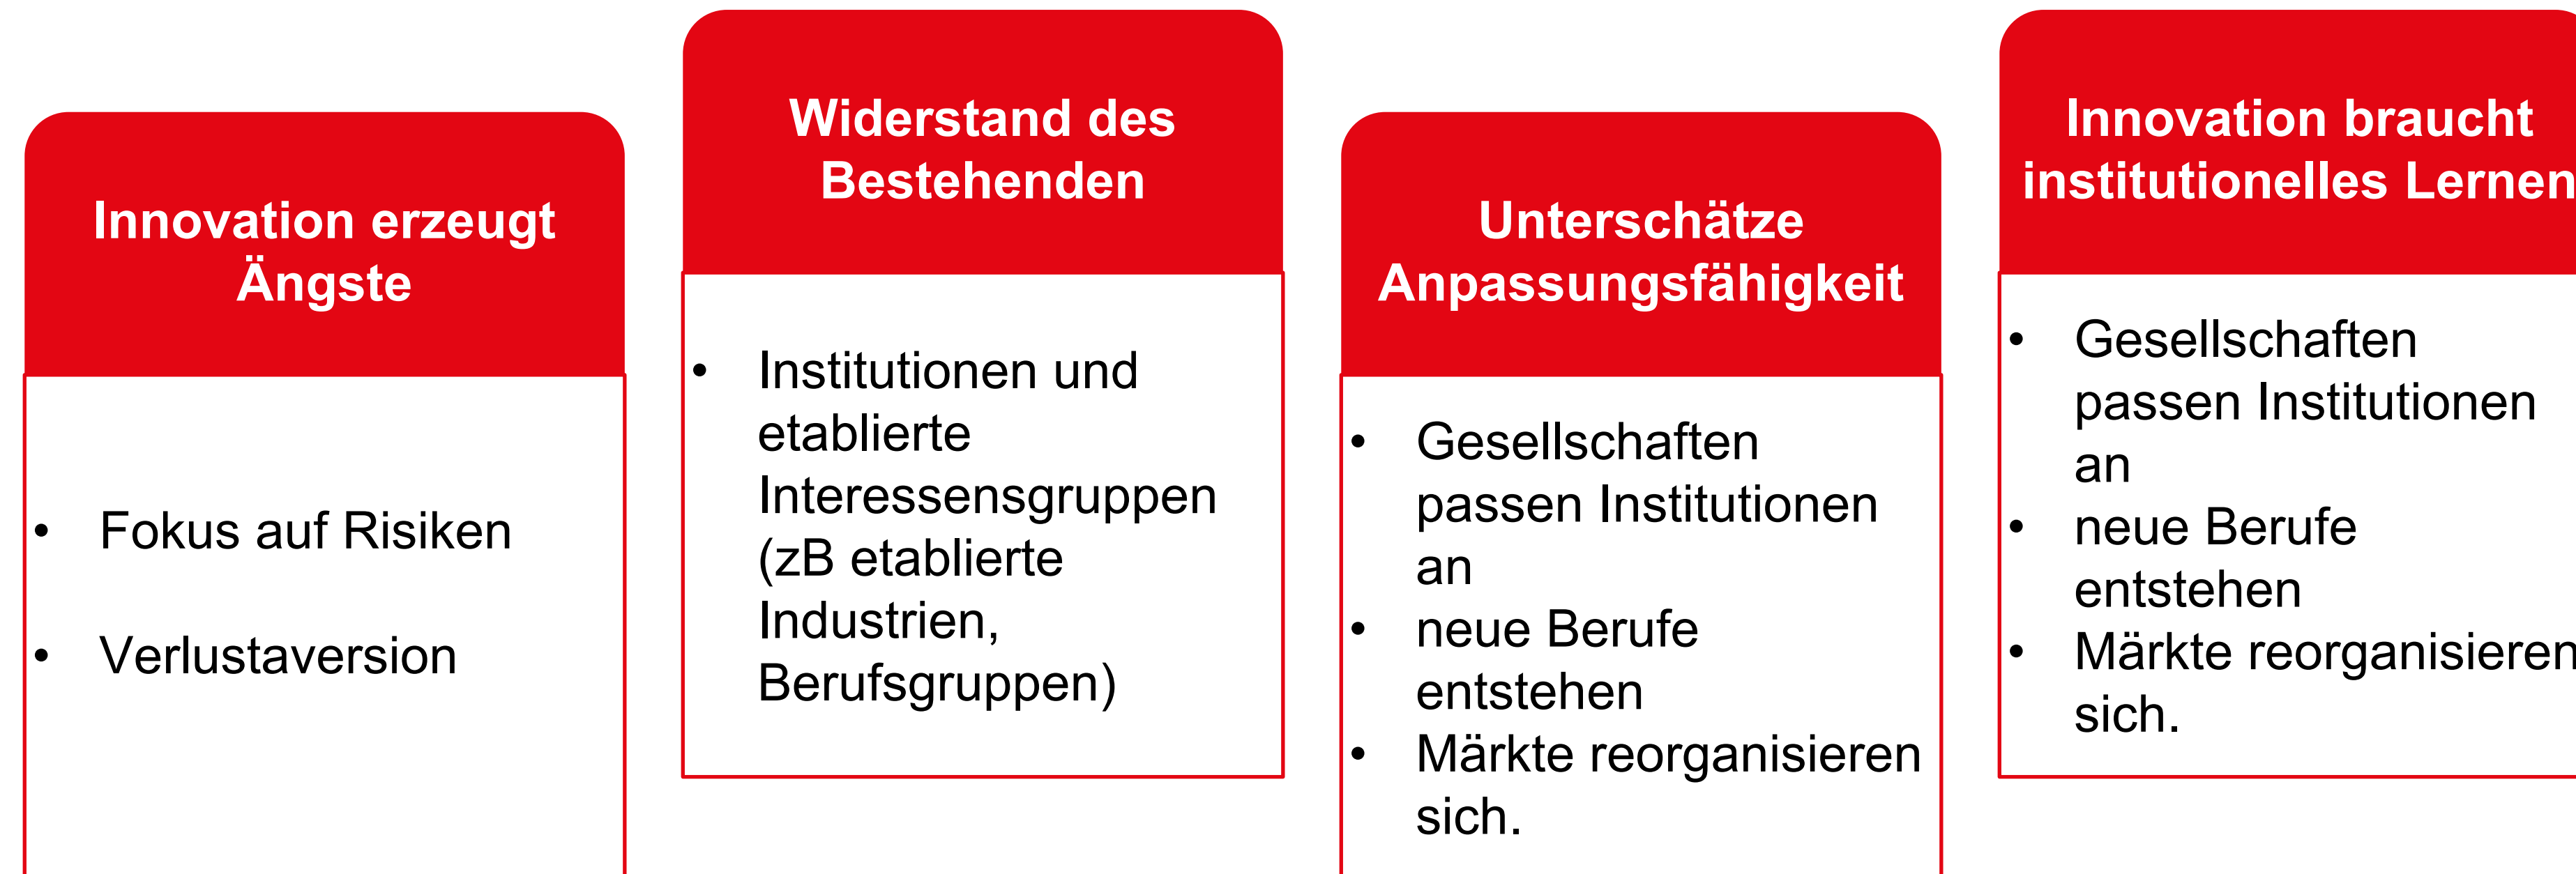 Innovation erzeugt
Ängste
• Fokus auf Risiken
• Verlustaversion
Widerstand des
Bestehenden
• Institutionen und
etablierte
Interessensgruppen
(zB etablierte
Industrien,
Berufsgruppen)
Unterschätze
Anpassungsfähigkeit
• Gesellschaften
passen Institutionen
an
• neue Berufe
entstehen
• Märkte reorganisieren
sich.
Innovation braucht
institutionelles Lernen
• Gesellschaften
passen Institutionen
an
• neue Berufe
entstehen
• Märkte reorganisieren
sich.